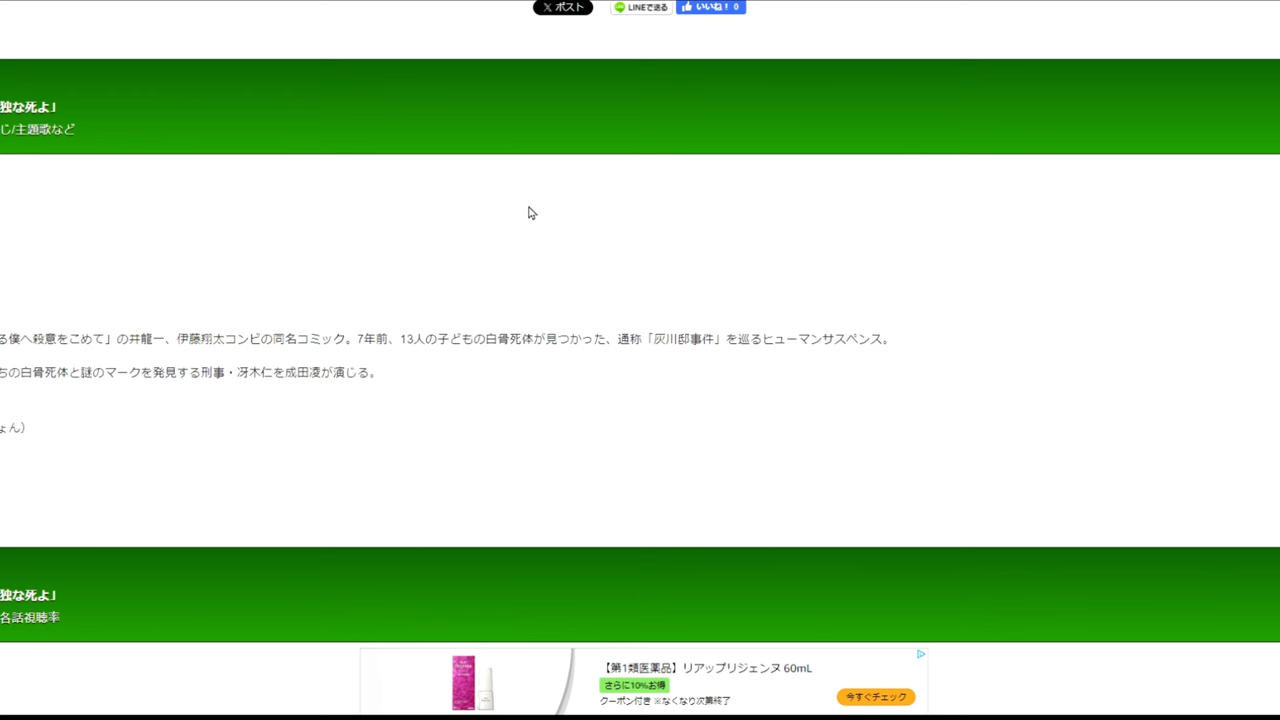 ポスト
LINEで送る
いいね！ 0
独な死よ」
じ/主題歌など
る僕へ殺意をこめて」の井龍一、伊藤翔太コンビの同名コミック。7年前、13人の子どもの白骨死体が見つかった、通称「灰川邸事件」を巡るヒューマンサスペンス。
ちの白骨死体と謎のマークを発見する刑事・冴木仁を成田凌が演じる。
ょん）
独な死よ」
各話視聴率
【第1類医薬品】リアップリジェンヌ 60mL
さらに10%お得
クーポン付き ※なくなり次第終了
今すぐチェック